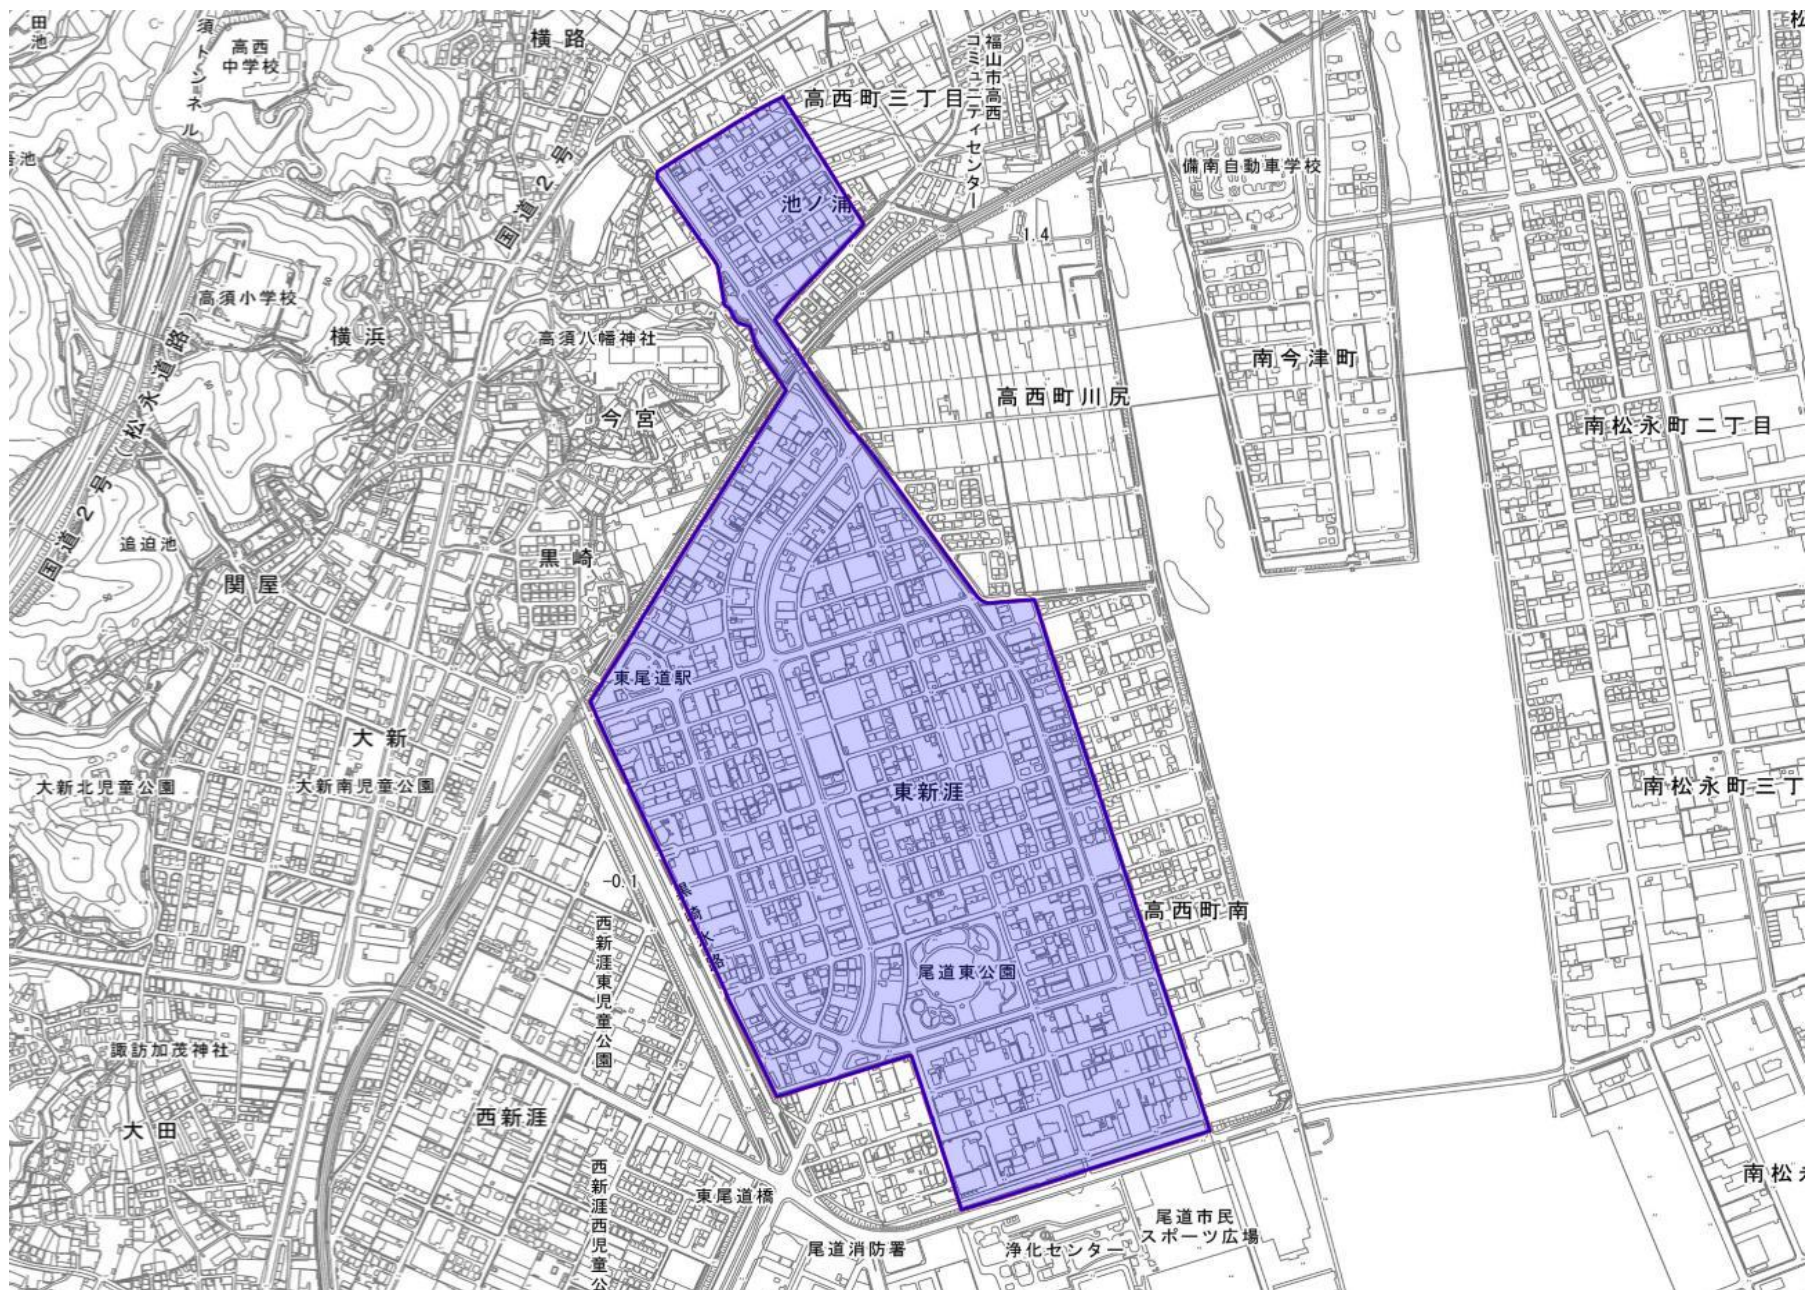 田
池
須トンネル
高西
中学校
横路
高西町三丁目
福山市高西
コミュニティセンター
備南自動車学校
国道2号
池ノ浦
1.4
高須小学校
横浜
高須八幡神社
南今津町
国道2号(松永道路)
今宮
高西町川尻
南松永町二丁目
追迫池
黒崎
関屋
東尾道駅
大新
大新北児童公園
大新南児童公園
東新涯
南松永町三丁
-0.1
黒崎水路
高西町南
西新涯東児童公園
尾道東公園
諏訪加茂神社
西新涯
大田
西新涯西児童公
東尾道橋
南松
尾道市民
スポーツ広場
尾道消防署
浄化センター